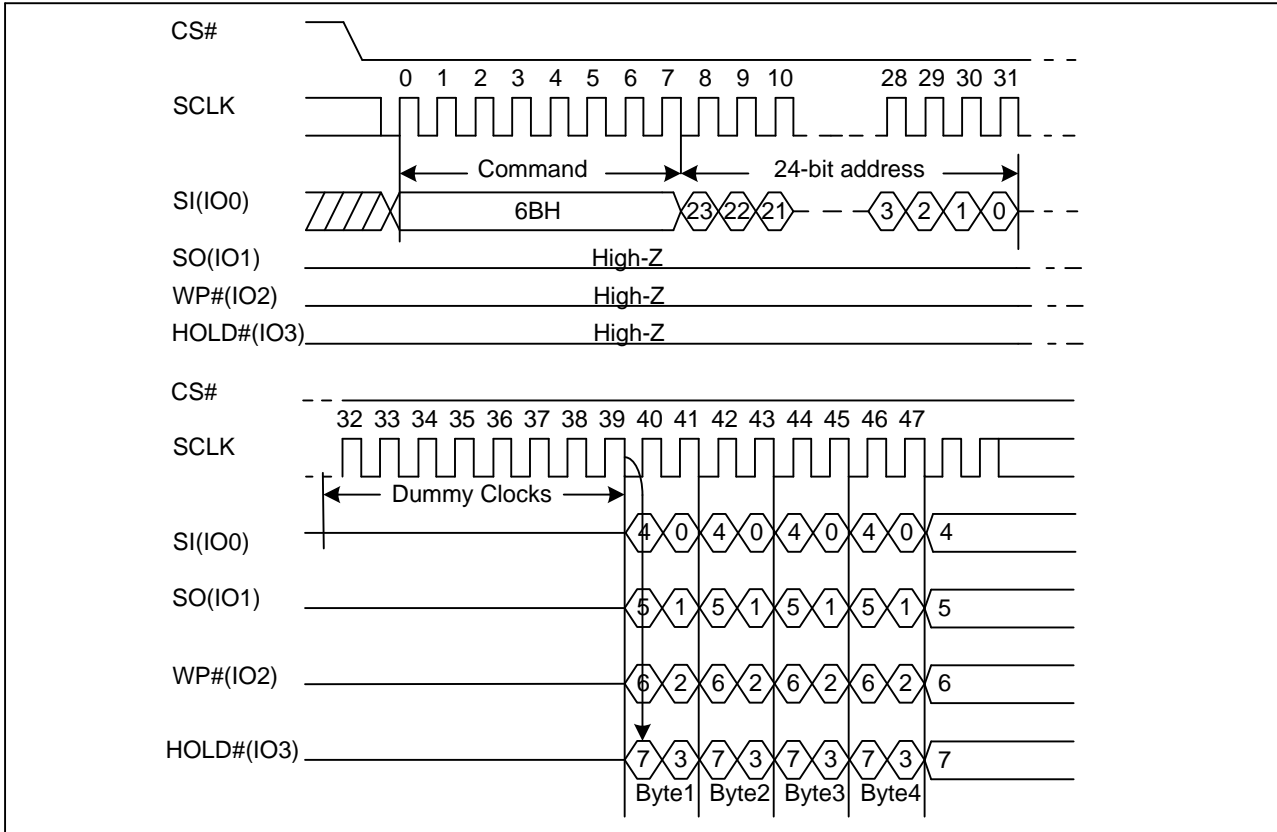 CS#
0 1 2 3 4 5 6 7 8 9 10 28 29 30 31
SCLK
Command 24-bit address
SI(IO0) 6BH 23 22 21 3 2 1 0
SO(IO1) High-Z
WP#(IO2) High-Z
HOLD#(IO3) High-Z
CS#
32 33 34 35 36 37 38 39 40 41 42 43 44 45 46 47
SCLK
Dummy Clocks
SI(IO0) 4 0 4 0 4 0 4 0 4
SO(IO1) 5 1 5 1 5 1 5 1 5
WP#(IO2) 6 2 6 2 6 2 6 2 6
HOLD#(IO3) 7 3 7 3 7 3 7 3 7
Byte1 Byte2 Byte3 Byte4